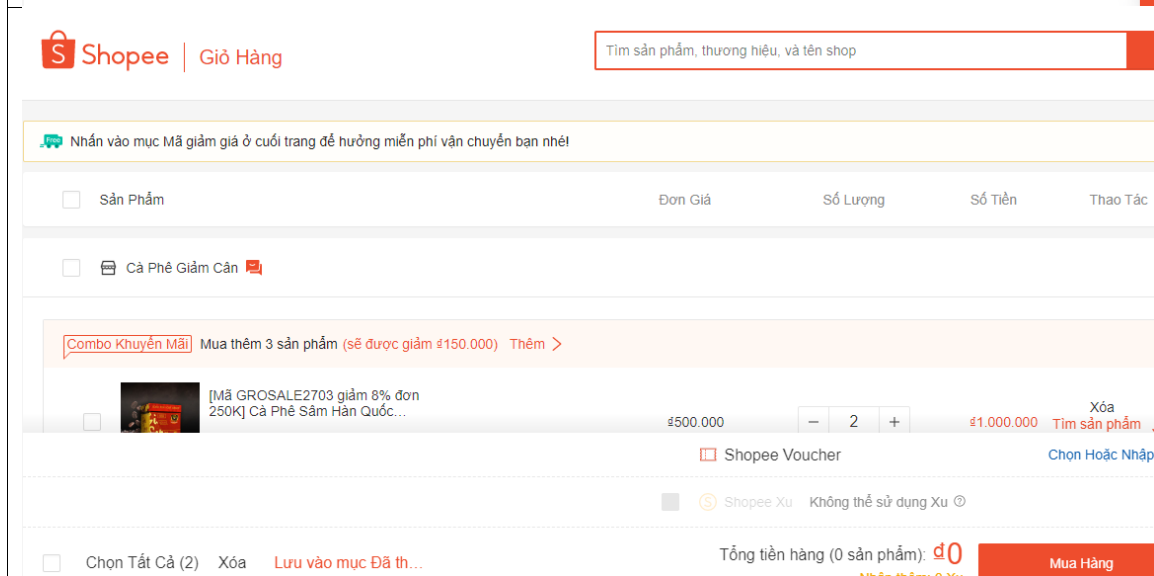 Shopee
Giỏ Hàng
Tìm sản phẩm, thương hiệu, và tên shop
Free Nhấn vào mục Mã giảm giá ở cuối trang để hưởng miễn phí vận chuyển bạn nhé!
Sản Phẩm Đơn Giá Số Lượng Số Tiền Thao Tác
Cà Phê Giảm Cân
Combo Khuyến Mãi Mua thêm 3 sản phẩm (sẽ được giảm ₫150.000) Thêm
[Mã GROSALE2703 giảm 8% đơn
250K] Cà Phê Sâm Hàn Quốc...
₫500.000 − 2 + ₫1.000.000 Xóa
Tìm sản phẩm
Shopee Voucher Chọn Hoặc Nhập
Shopee Xu Không thể sử dụng Xu
Chọn Tất Cả (2) Xóa Lưu vào mục Đã th...
Tổng tiền hàng (0 sản phẩm): ₫0
Mua Hàng